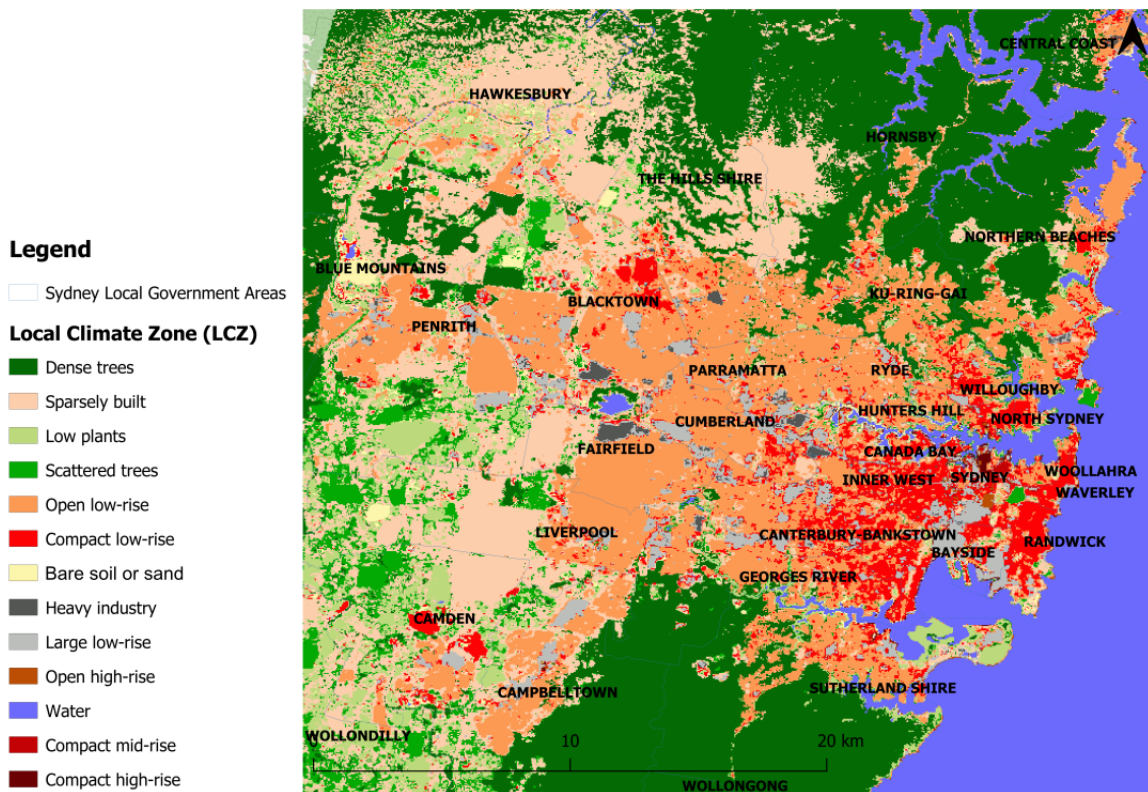 CENTRAL COAST
HAWKESBURY
HORNSBY
THE HILLS SHIRE
NORTHERN BEACHES
Legend
BLUE MOUNTAINS
Sydney Local Government Areas
KU-RING-GAI
BLACKTOWN
PENRITH
Local Climate Zone (LCZ)
Dense trees
PARRAMATTA
RYDE
WILLOUGHBY
Sparsely built
HUNTERS HILL
NORTH SYDNEY
CUMBERLAND
Low plants
FAIRFIELD
CANADA BAY
Scattered trees
INNER WEST
SYDNEY
WOOLLAHRA
WAVERLEY
Open low-rise
LIVERPOOL
CANTERBURY-BANKSTOWN
Compact low-rise
BAYSIDE
RANDWICK
Bare soil or sand
GEORGES RIVER
Heavy industry
CAMDEN
Large low-rise
Open high-rise
CAMPBELLTOWN
SUTHERLAND SHIRE
Water
WOLLONDILLY
0
10
20 km
Compact mid-rise
Compact high-rise
WOLLONGONG